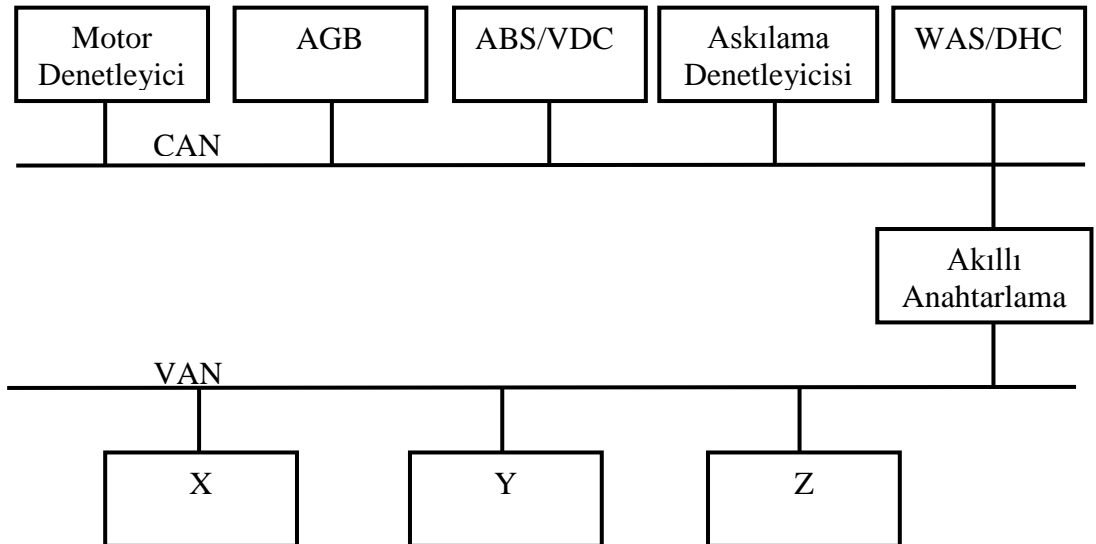 Motor
Denetleyici
AGB
ABS/VDC
Askılama
Denetleyicisi
WAS/DHC
CAN
Akıllı
Anahtarlama
VAN
X
Y
Z